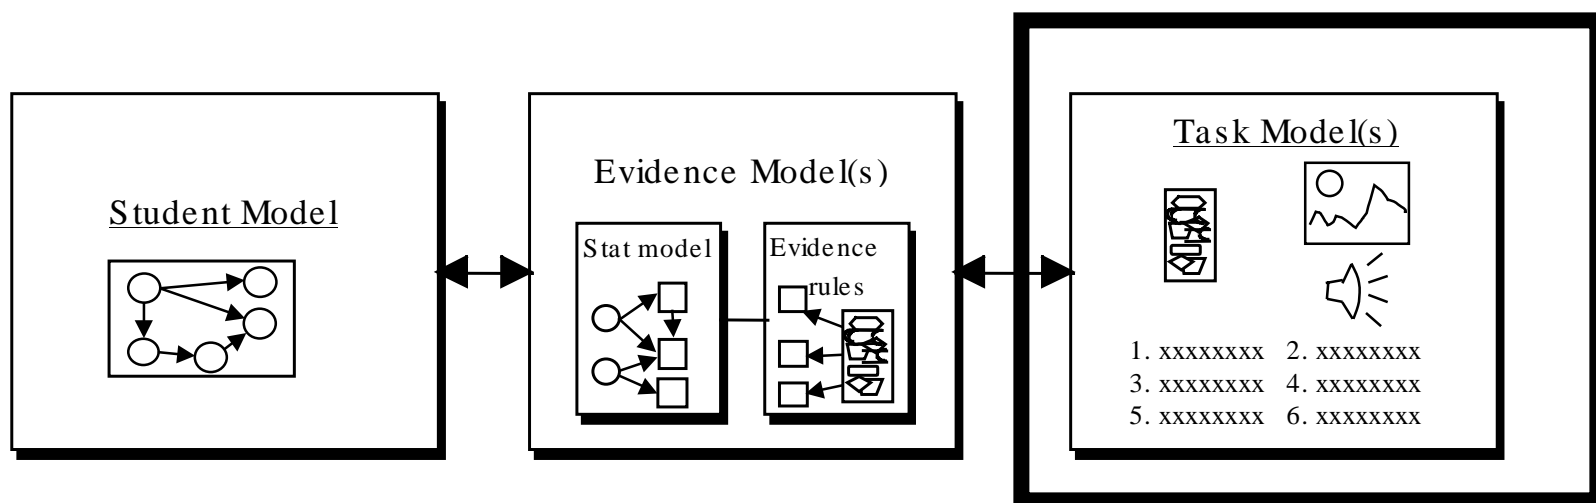 Student Model
Evidence Model(s)
Stat model
Evidence
rules
Task Model(s)
1. xxxxxxxx 2. xxxxxxxx
3. xxxxxxxx 4. xxxxxxxx
5. xxxxxxxx 6. xxxxxxxx